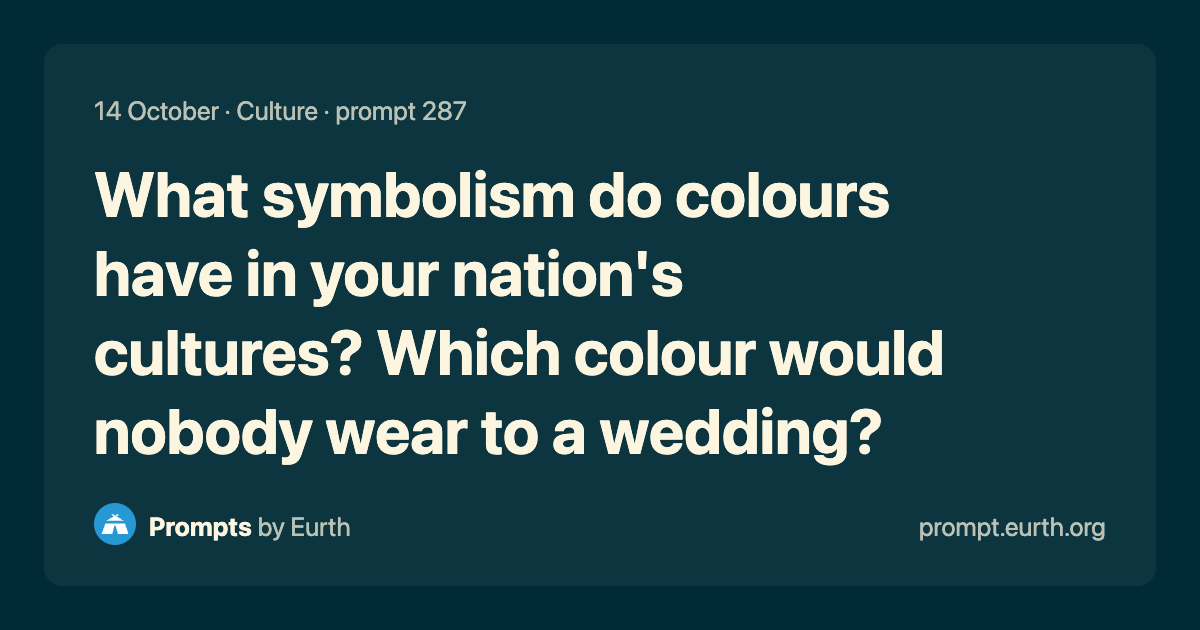 14 October · Culture · prompt 287
What symbolism do colours
have in your nation's
cultures? Which colour would
nobody wear to a wedding?
Prompts by Eurth
prompt.eurth.org